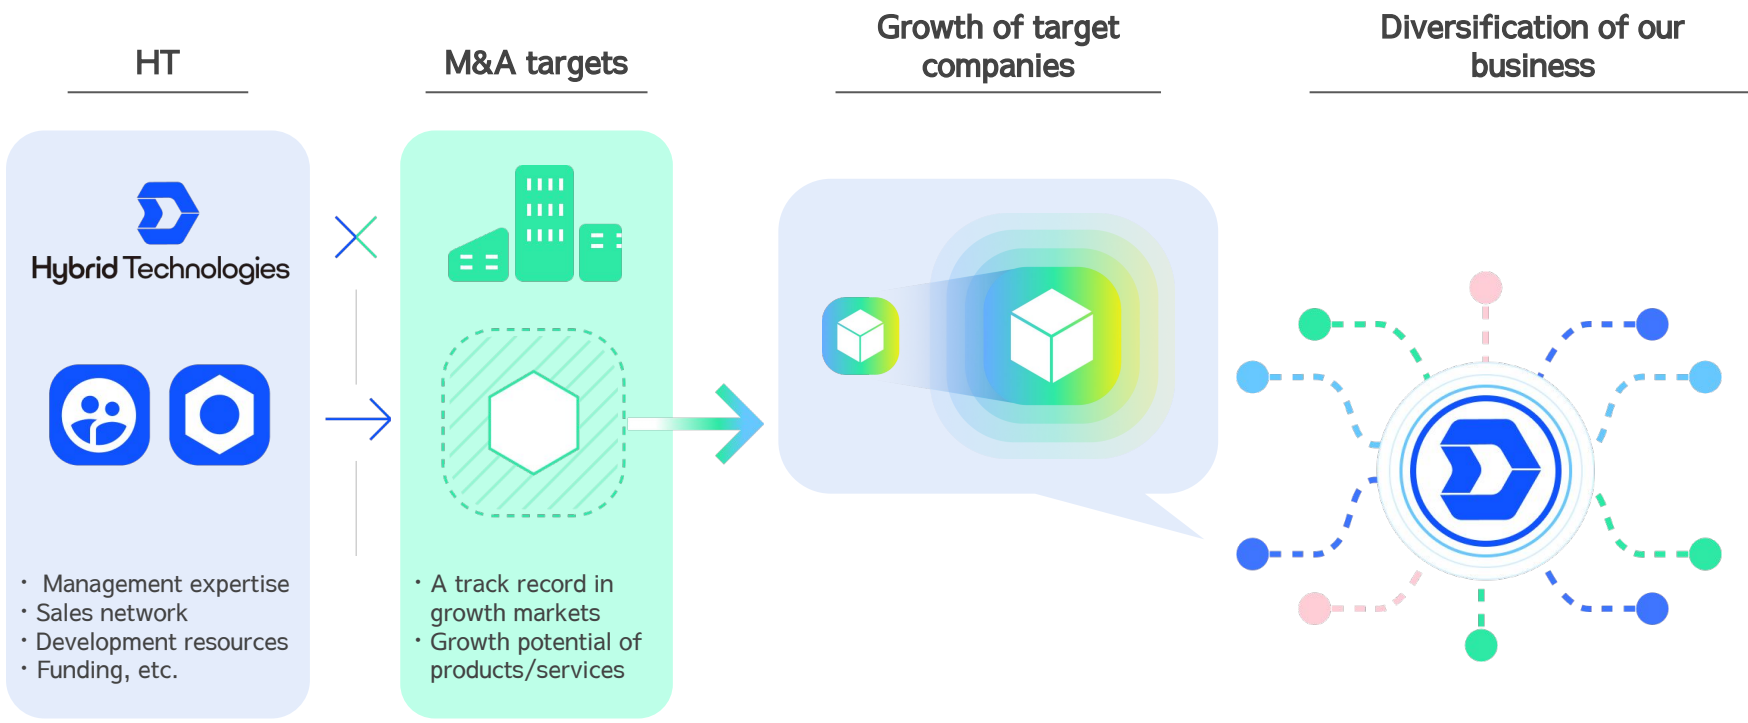 HT
M&A targets
Growth of target
companies
Diversification of our
business
Hybrid Technologies
・ Management expertise
・Sales network
・Development resources
・Funding, etc.
・A track record in
growth markets
・Growth potential of
products/services